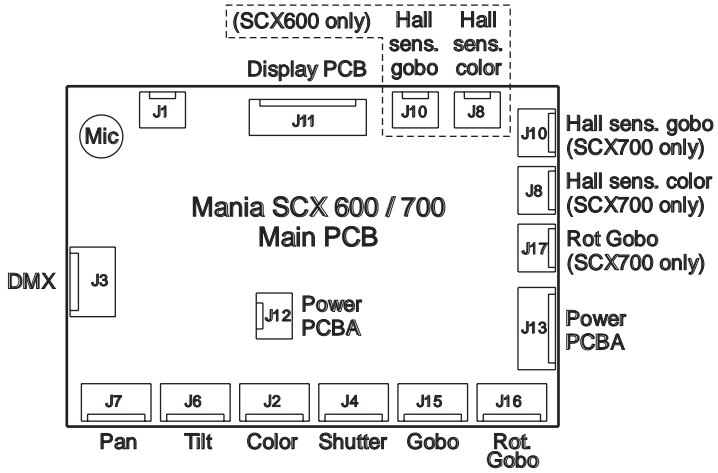 (SCX600 only)
Hall
sens.
gobo
Hall
sens.
color
Display PCB
J1
J11
J10
J8
Mic
J10
Hall sens. gobo
(SCX700 only)
J8
Hall sens. color
(SCX700 only)
Mania SCX 600 / 700
Main PCB
J17
Rot Gobo
(SCX700 only)
DMX
J3
J12
Power
PCBA
J13
Power
PCBA
J7
J6
J2
J4
J15
J16
Pan
Tilt
Color
Shutter
Gobo
Rot.
Gobo